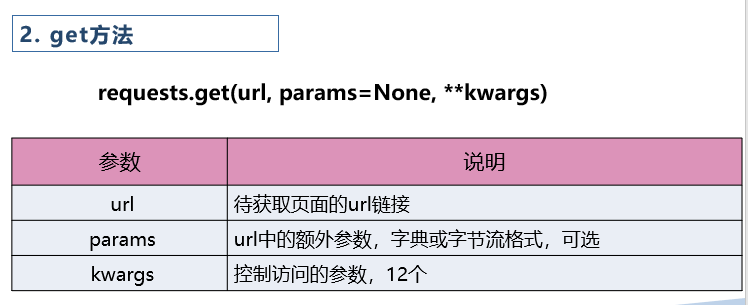 2. get方法
requests.get(url, params=None, **kwargs)
参数 说明
url 待获取页面的url链接
params url中的额外参数，字典或字节流格式，可选
kwargs 控制访问的参数，12个